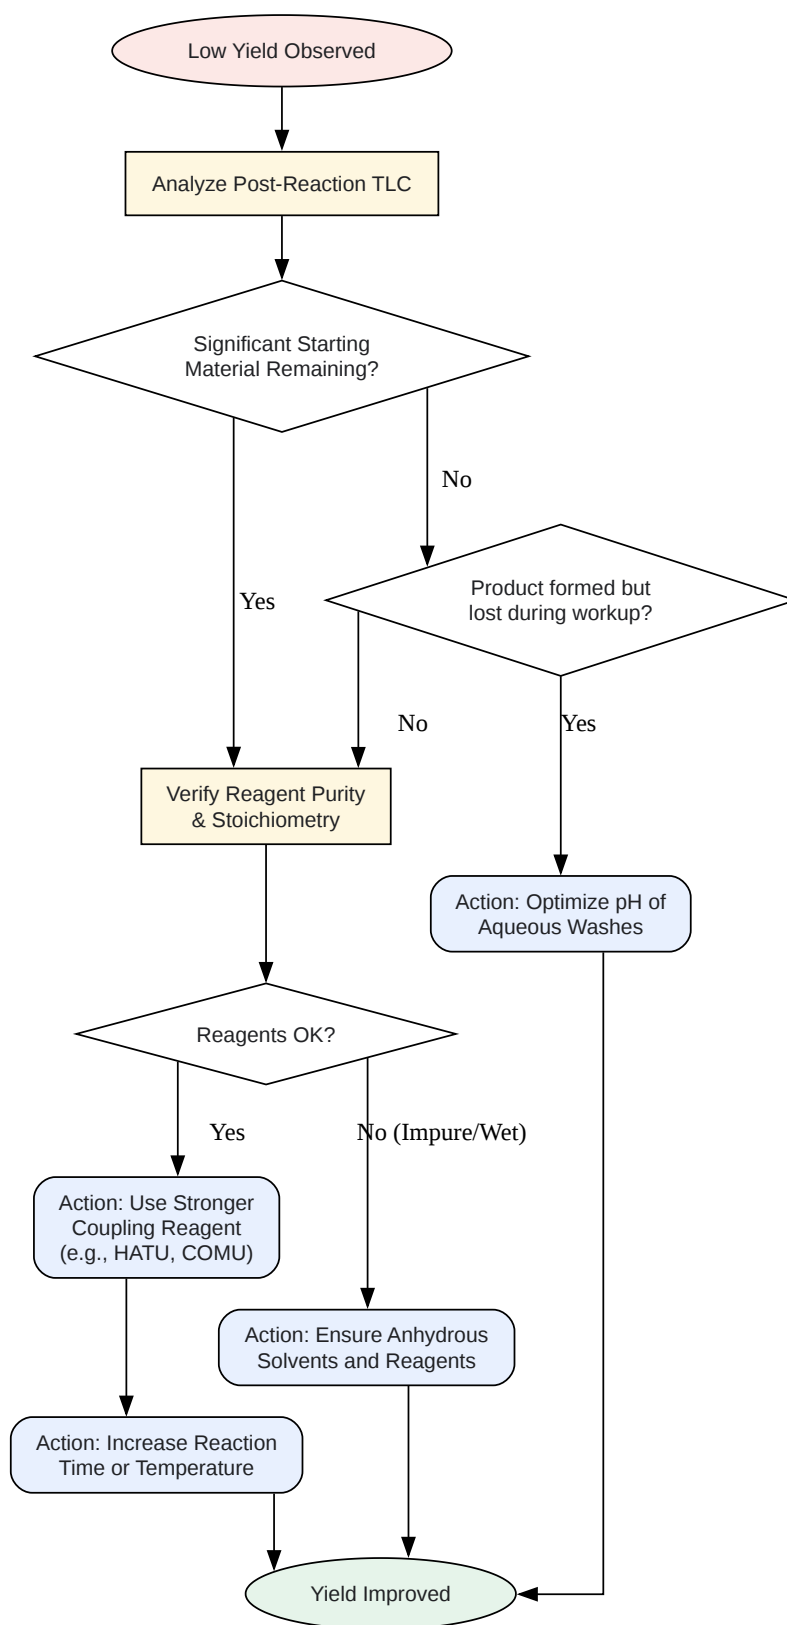 Low Yield Observed
Analyze Post-Reaction TLC
Significant Starting
Material Remaining?
No
Product formed but
lost during workup?
Yes
No
Yes
Verify Reagent Purity
& Stoichiometry
Action: Optimize pH of
Aqueous Washes
Reagents OK?
Yes
No (Impure/Wet)
Action: Use Stronger
Coupling Reagent
(e.g., HATU, COMU)
Action: Ensure Anhydrous
Solvents and Reagents
Action: Increase Reaction
Time or Temperature
Yield Improved